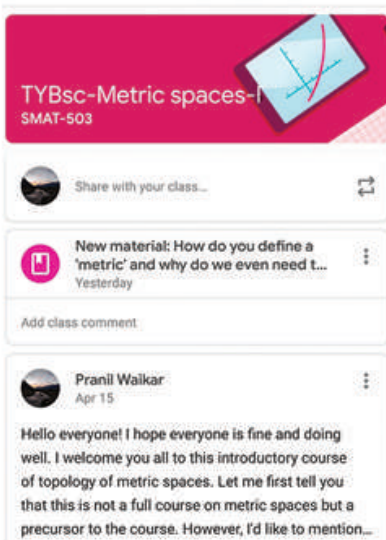 TYBsc-Metric spaces-I
SMAT-503
Share with your class...
New material: How do you define a
'metric' and why do we even need t...
Yesterday
Add class comment
Pranil Waikar
Apr 15
Hello everyone! I hope everyone is fine and doing
well. I welcome you all to this introductory course
of topology of metric spaces. Let me first tell you
that this is not a full course on metric spaces but a
precursor to the course. However, I'd like to mention...